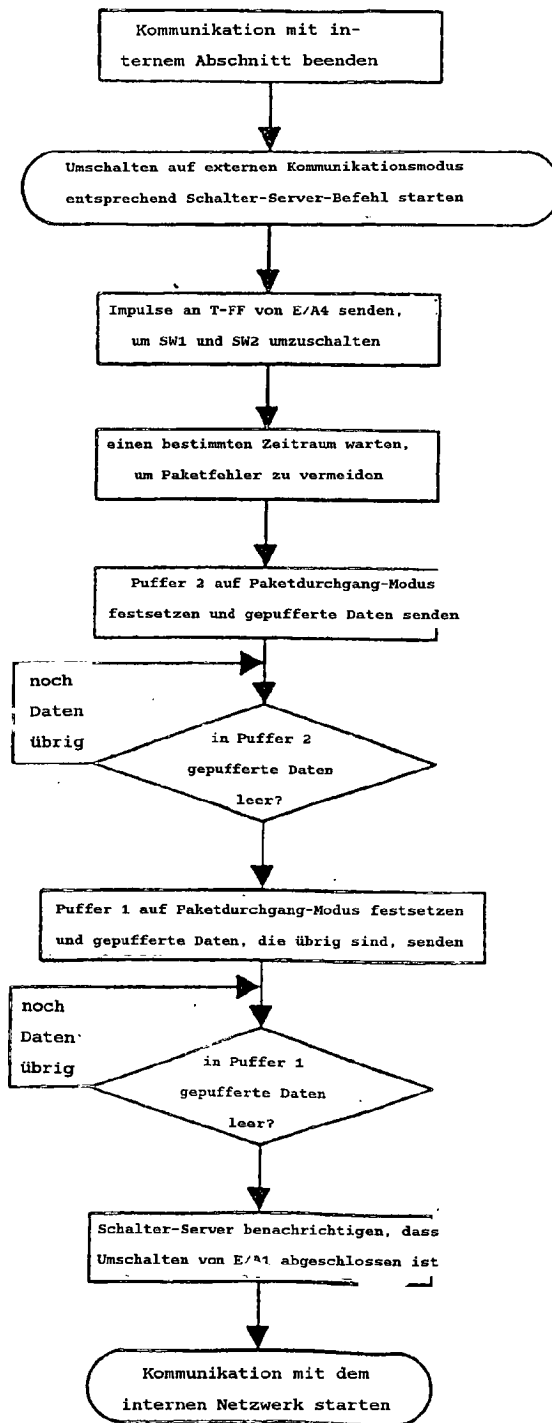 Kommunikation mit in-
ternem Abschnitt beenden
Umschalten auf externen Kommunikationsmodus
entsprechend Schalter-Server-Befehl starten
Impulse an T-FF von E/A4 senden,
um SW1 und SW2 umzuschalten
einen bestimmten Zeitraum warten,
um Paketfehler zu vermeiden
Puffer 2 auf Paketdurchgang-Modus
festsetzen und gepufferte Daten senden
noch
Daten
übrig
in Puffer 2
gepufferte Daten
leer?
Puffer 1 auf Paketdurchgang-Modus festsetzen
und gepufferte Daten, die übrig sind, senden
noch
Daten
übrig
in Puffer 1
gepufferte Daten
leer?
Schalter-Server benachrichtigen, dass
Umschalten von E/A1 abgeschlossen ist
Kommunikation mit dem
internen Netzwerk starten